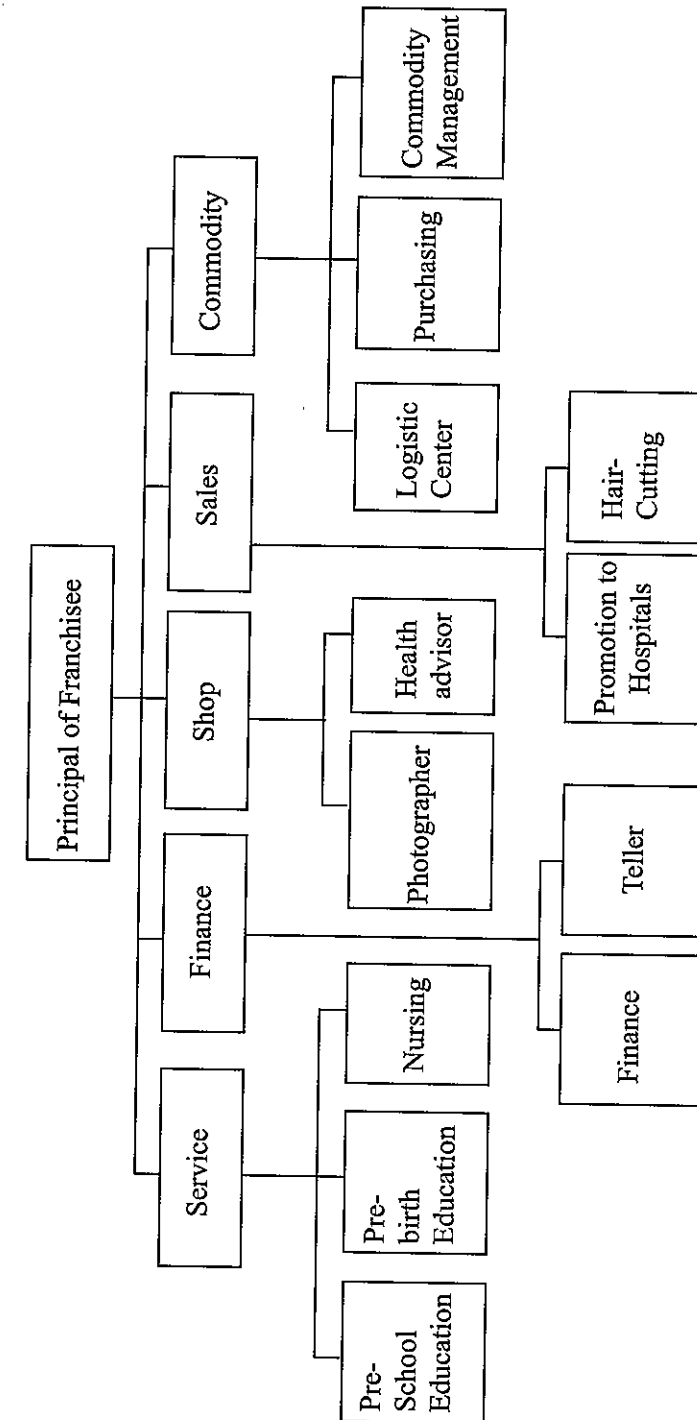 Principal of Franchisee
Service
Finance
Shop
Sales
Commodity
Pre-
School
Education
Pre-
birth
Education
Nursing
Photographer
Health
advisor
Logistic
Center
Purchasing
Commodity
Management
Finance
Teller
Promotion to
Hospitals
Hair-
Cutting